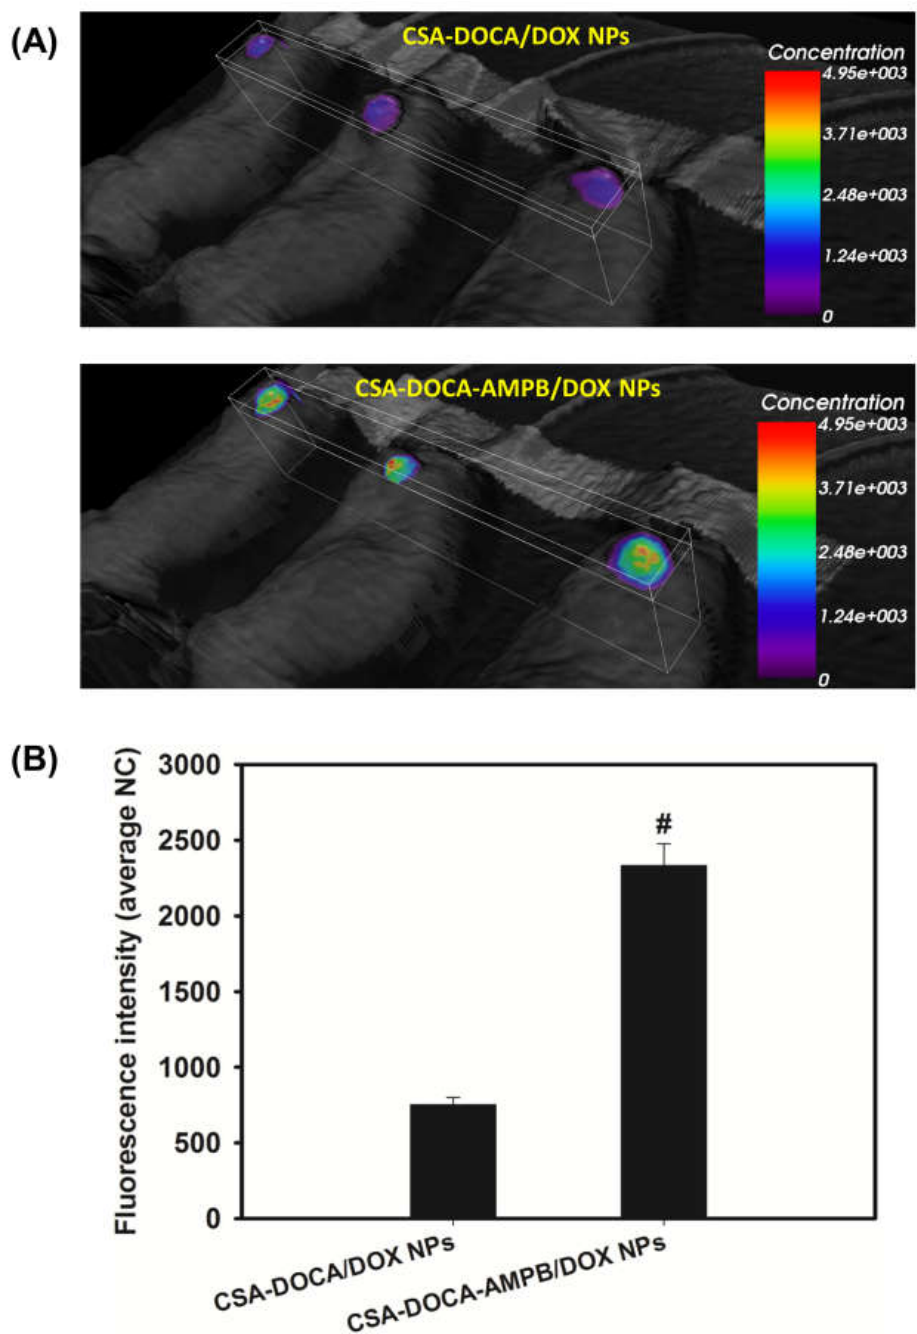 (A)
CSA-DOCA/DOX NPs
Concentration
4.95e+003
3.71e+003
2.48e+003
1.24e+003
0
CSA-DOCA-AMPB/DOX NPs
Concentration
4.95e+003
3.71e+003
2.48e+003
1.24e+003
0
(B)
Fluorescence intensity (average NC)
3000
2500
2000
1500
1000
500
0
#
CSA-DOCA/DOX NPs
CSA-DOCA-AMPB/DOX NPs